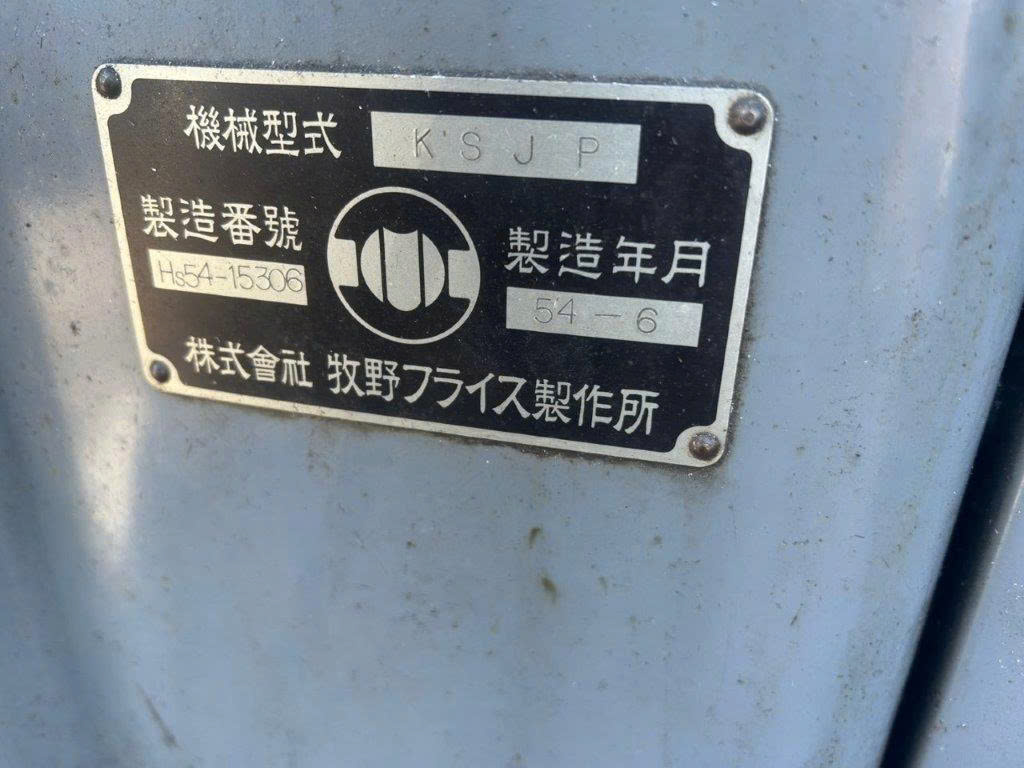 機械型式 KSJP
製造番號
Hs54-15306
製造年月
54-6
株式會社 牧野フライス製作所